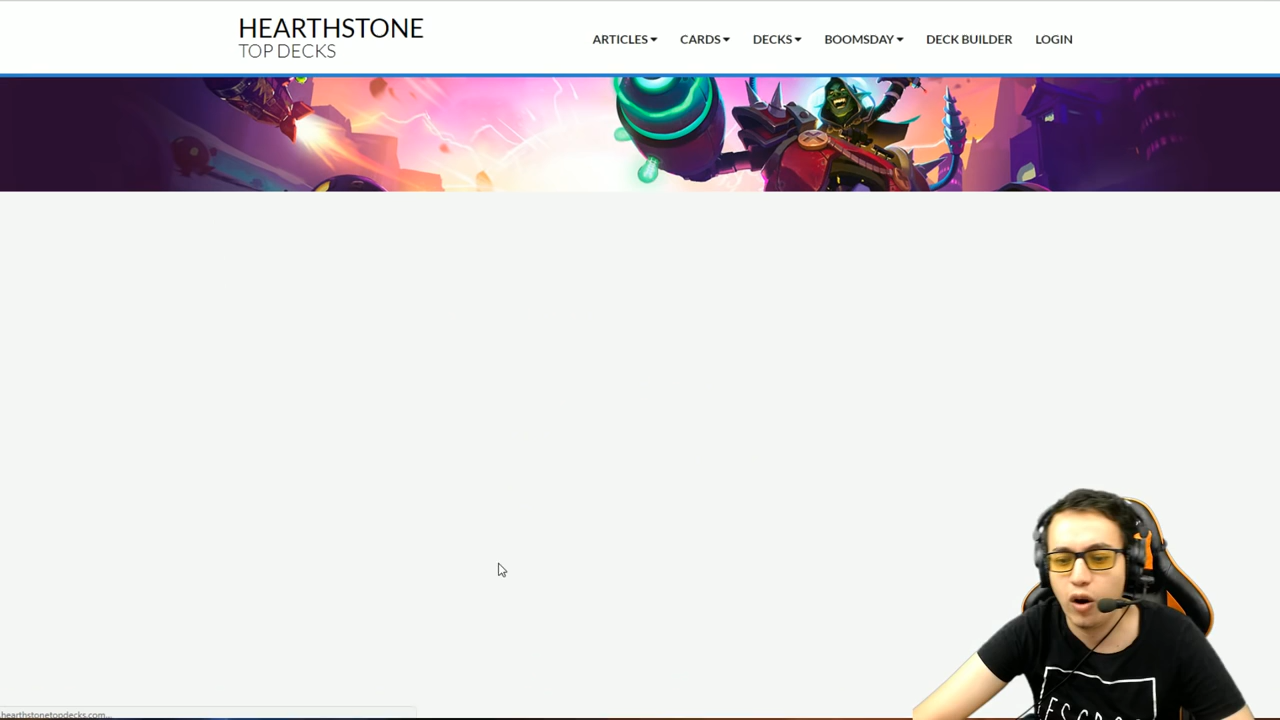 HEARTHSTONE
TOP DECKS
ARTICLES CARDS DECKS BOOMSDAY DECK BUILDER LOGIN
hearthstonetopdecks.com...